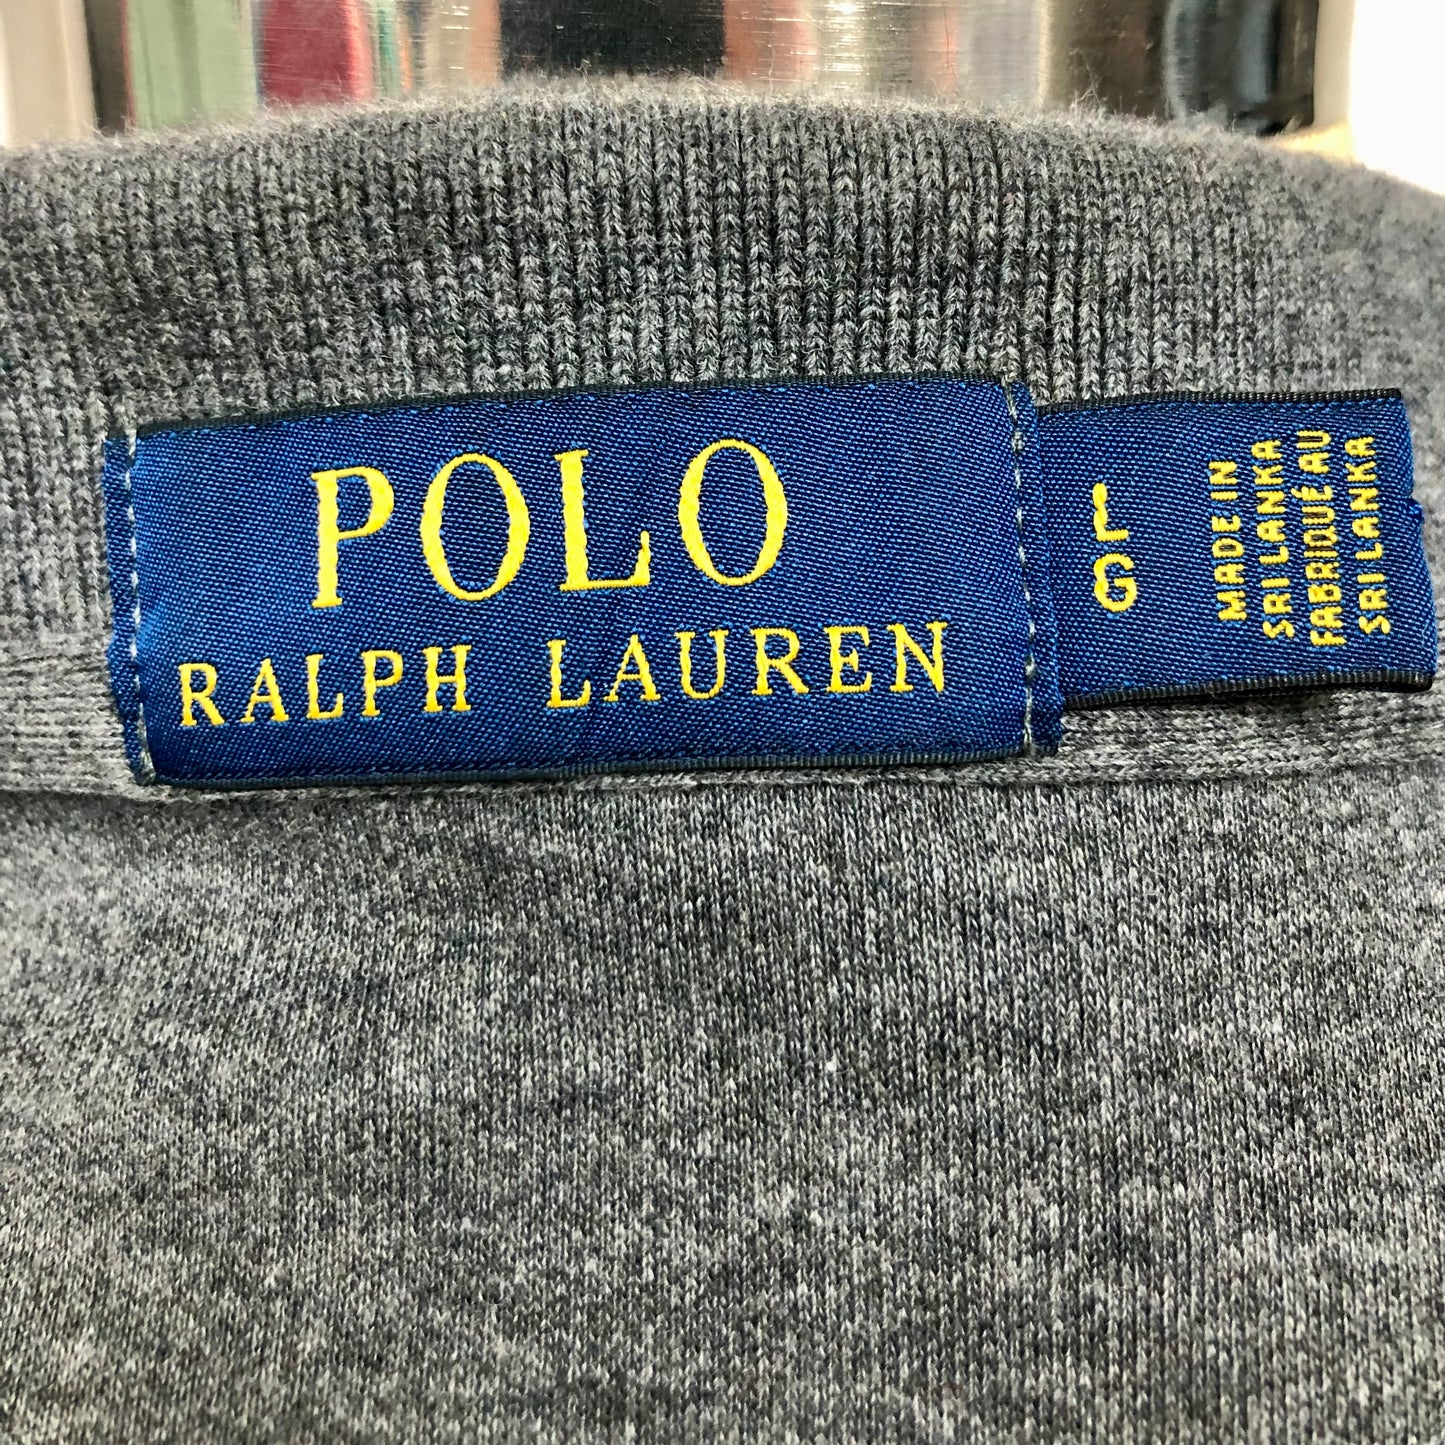 POLO
RALPH LAUREN
L
G
MADE IN
SRI LANKA
FABRIQUÉ AU
SRI LANKA